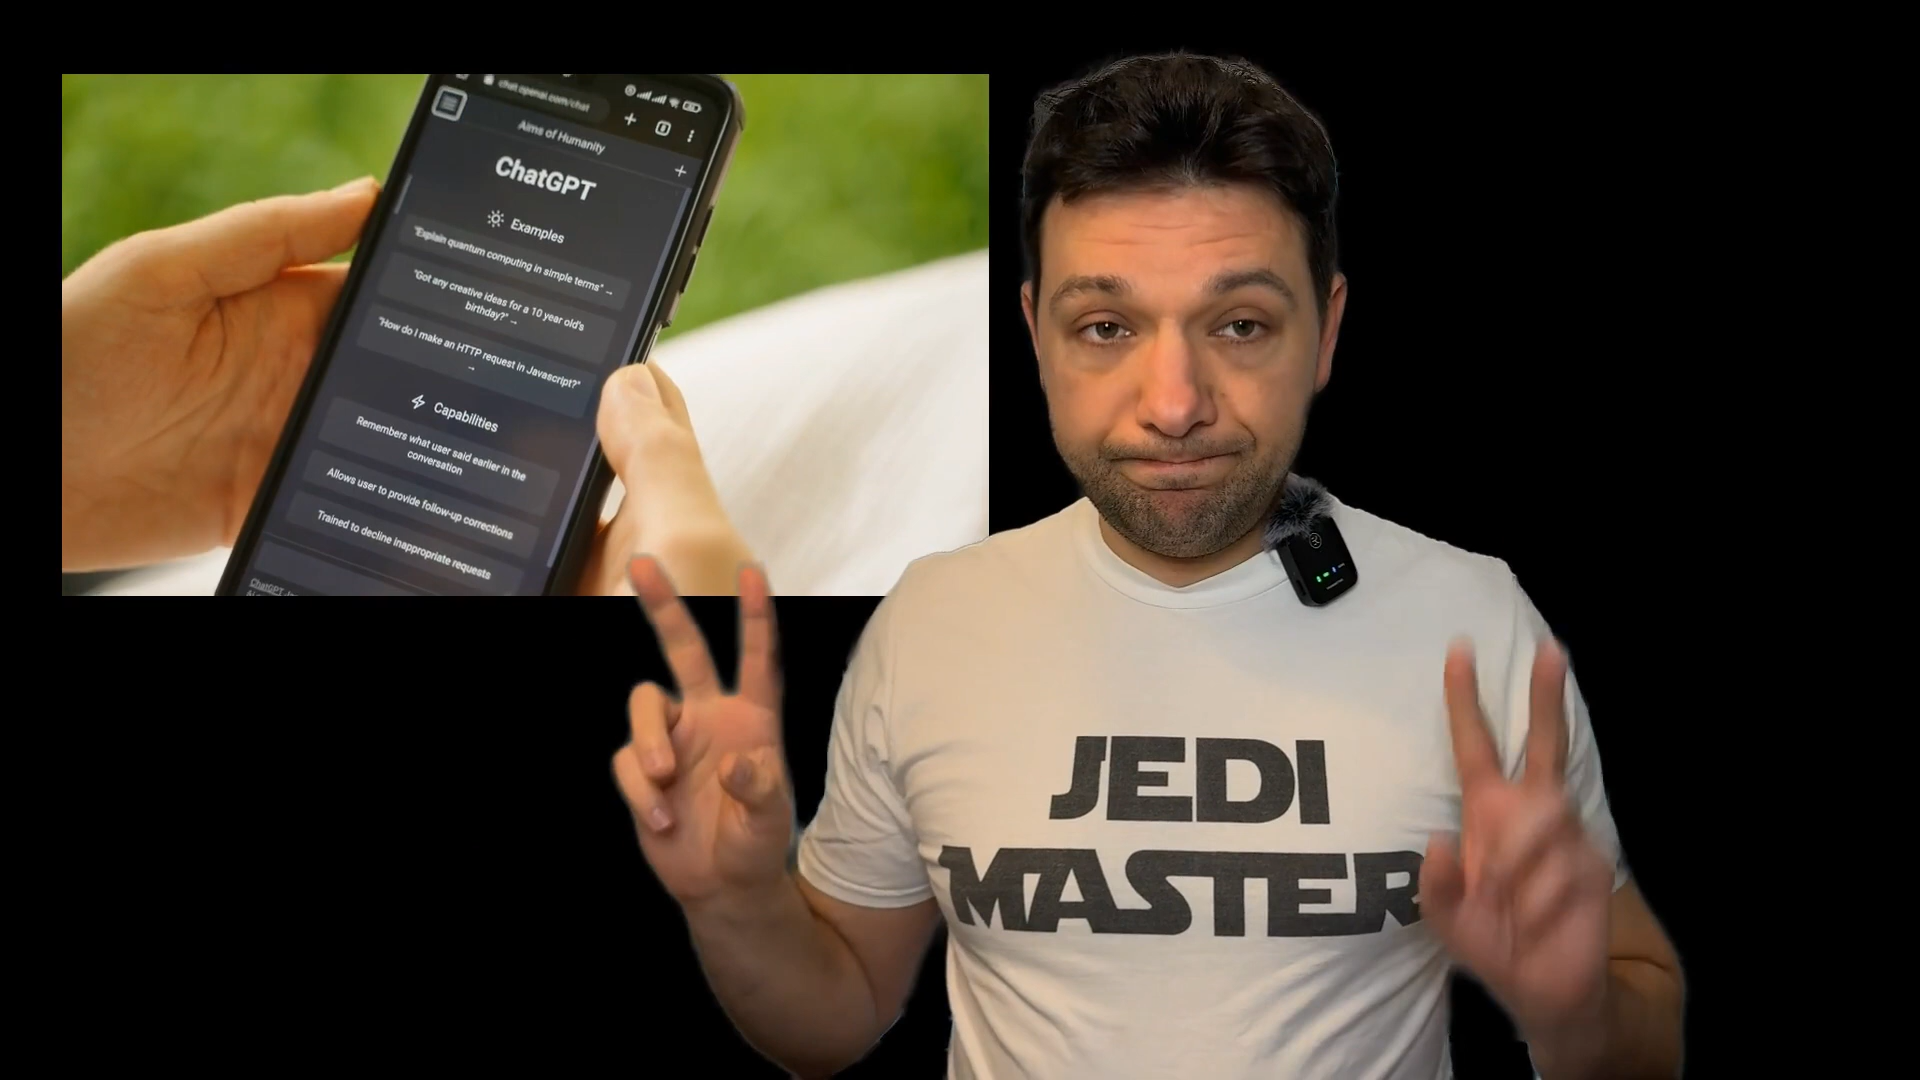 chat.openai.com/chat
Aims of Humanity
ChatGPT
Examples
"Explain quantum computing in simple terms" →
"Got any creative ideas for a 10 year old's
birthday?" →
"How do I make an HTTP request in Javascript?"
→
Capabilities
Remembers what user said earlier in the
conversation
Allows user to provide follow-up corrections
Trained to decline inappropriate requests
ChatGPT
JEDI
MASTER